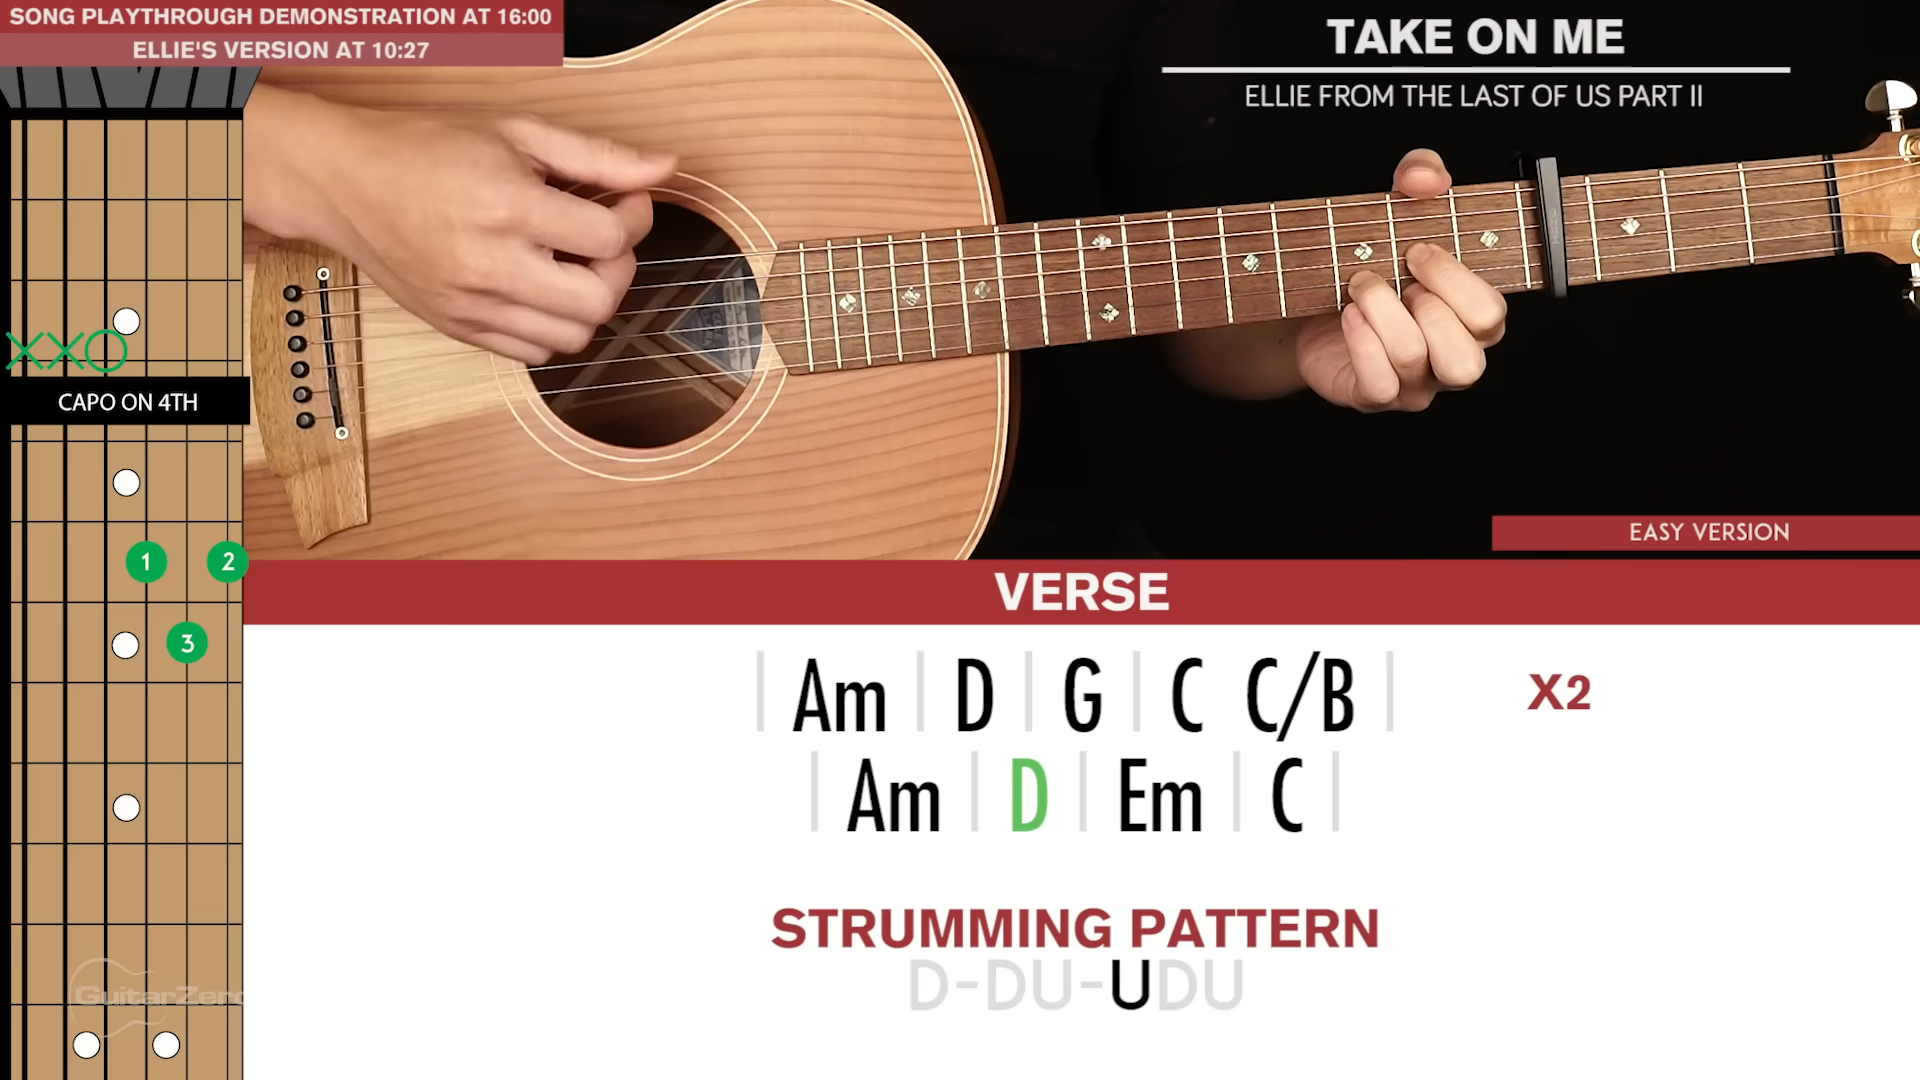 SONG PLAYTHROUGH DEMONSTRATION AT 16:00
ELLIE'S VERSION AT 10:27
TAKE ON ME
ELLIE FROM THE LAST OF US PART II
XXO
CAPO ON 4TH
1 2
3
EASY VERSION
VERSE
| Am | D | G | C C/B | X2
| Am | D | Em | C |
STRUMMING PATTERN
D-DU-UDU
GuitarZero